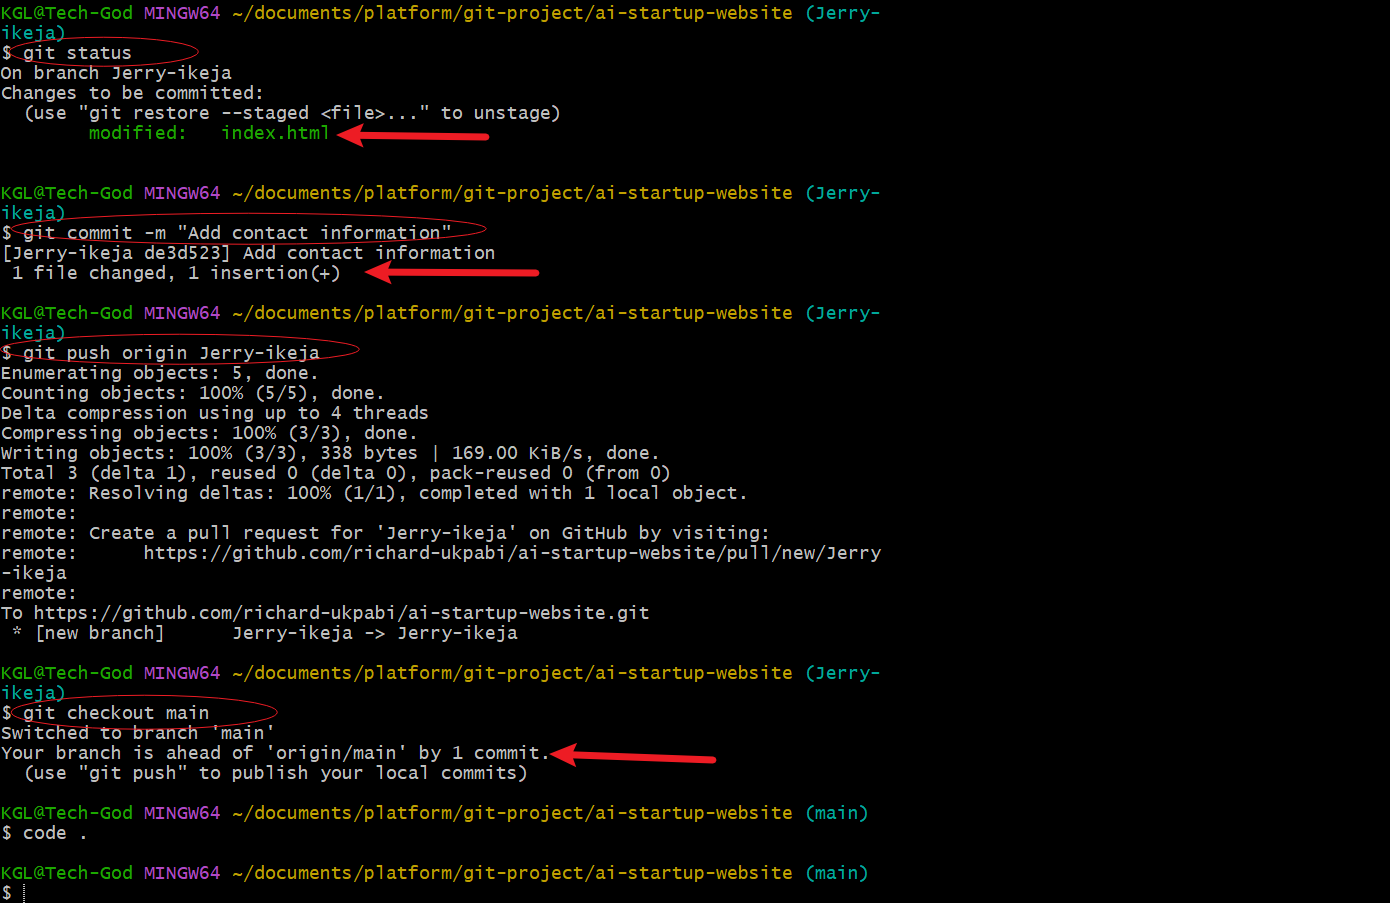 KGL@Tech-God MINGW64 ~/documents/platform/git-project/ai-startup-website (Jerry-
ikeja)
$ git status
On branch Jerry-ikeja
Changes to be committed:
  (use "git restore --staged <file>..." to unstage)
        modified:   index.html
KGL@Tech-God MINGW64 ~/documents/platform/git-project/ai-startup-website (Jerry-
ikeja)
$ git commit -m "Add contact information"
[Jerry-ikeja de3d523] Add contact information
 1 file changed, 1 insertion(+)
KGL@Tech-God MINGW64 ~/documents/platform/git-project/ai-startup-website (Jerry-
ikeja)
$ git push origin Jerry-ikeja
Enumerating objects: 5, done.
Counting objects: 100% (5/5), done.
Delta compression using up to 4 threads
Compressing objects: 100% (3/3), done.
Writing objects: 100% (3/3), 338 bytes | 169.00 KiB/s, done.
Total 3 (delta 1), reused 0 (delta 0), pack-reused 0 (from 0)
remote: Resolving deltas: 100% (1/1), completed with 1 local object.
remote:
remote: Create a pull request for 'Jerry-ikeja' on GitHub by visiting:
remote:      https://github.com/richard-ukpabi/ai-startup-website/pull/new/Jerry
-ikeja
remote:
To https://github.com/richard-ukpabi/ai-startup-website.git
 * [new branch]      Jerry-ikeja -> Jerry-ikeja
KGL@Tech-God MINGW64 ~/documents/platform/git-project/ai-startup-website (Jerry-
ikeja)
$ git checkout main
Switched to branch 'main'
Your branch is ahead of 'origin/main' by 1 commit.
  (use "git push" to publish your local commits)
KGL@Tech-God MINGW64 ~/documents/platform/git-project/ai-startup-website (main)
$ code .
KGL@Tech-God MINGW64 ~/documents/platform/git-project/ai-startup-website (main)
$